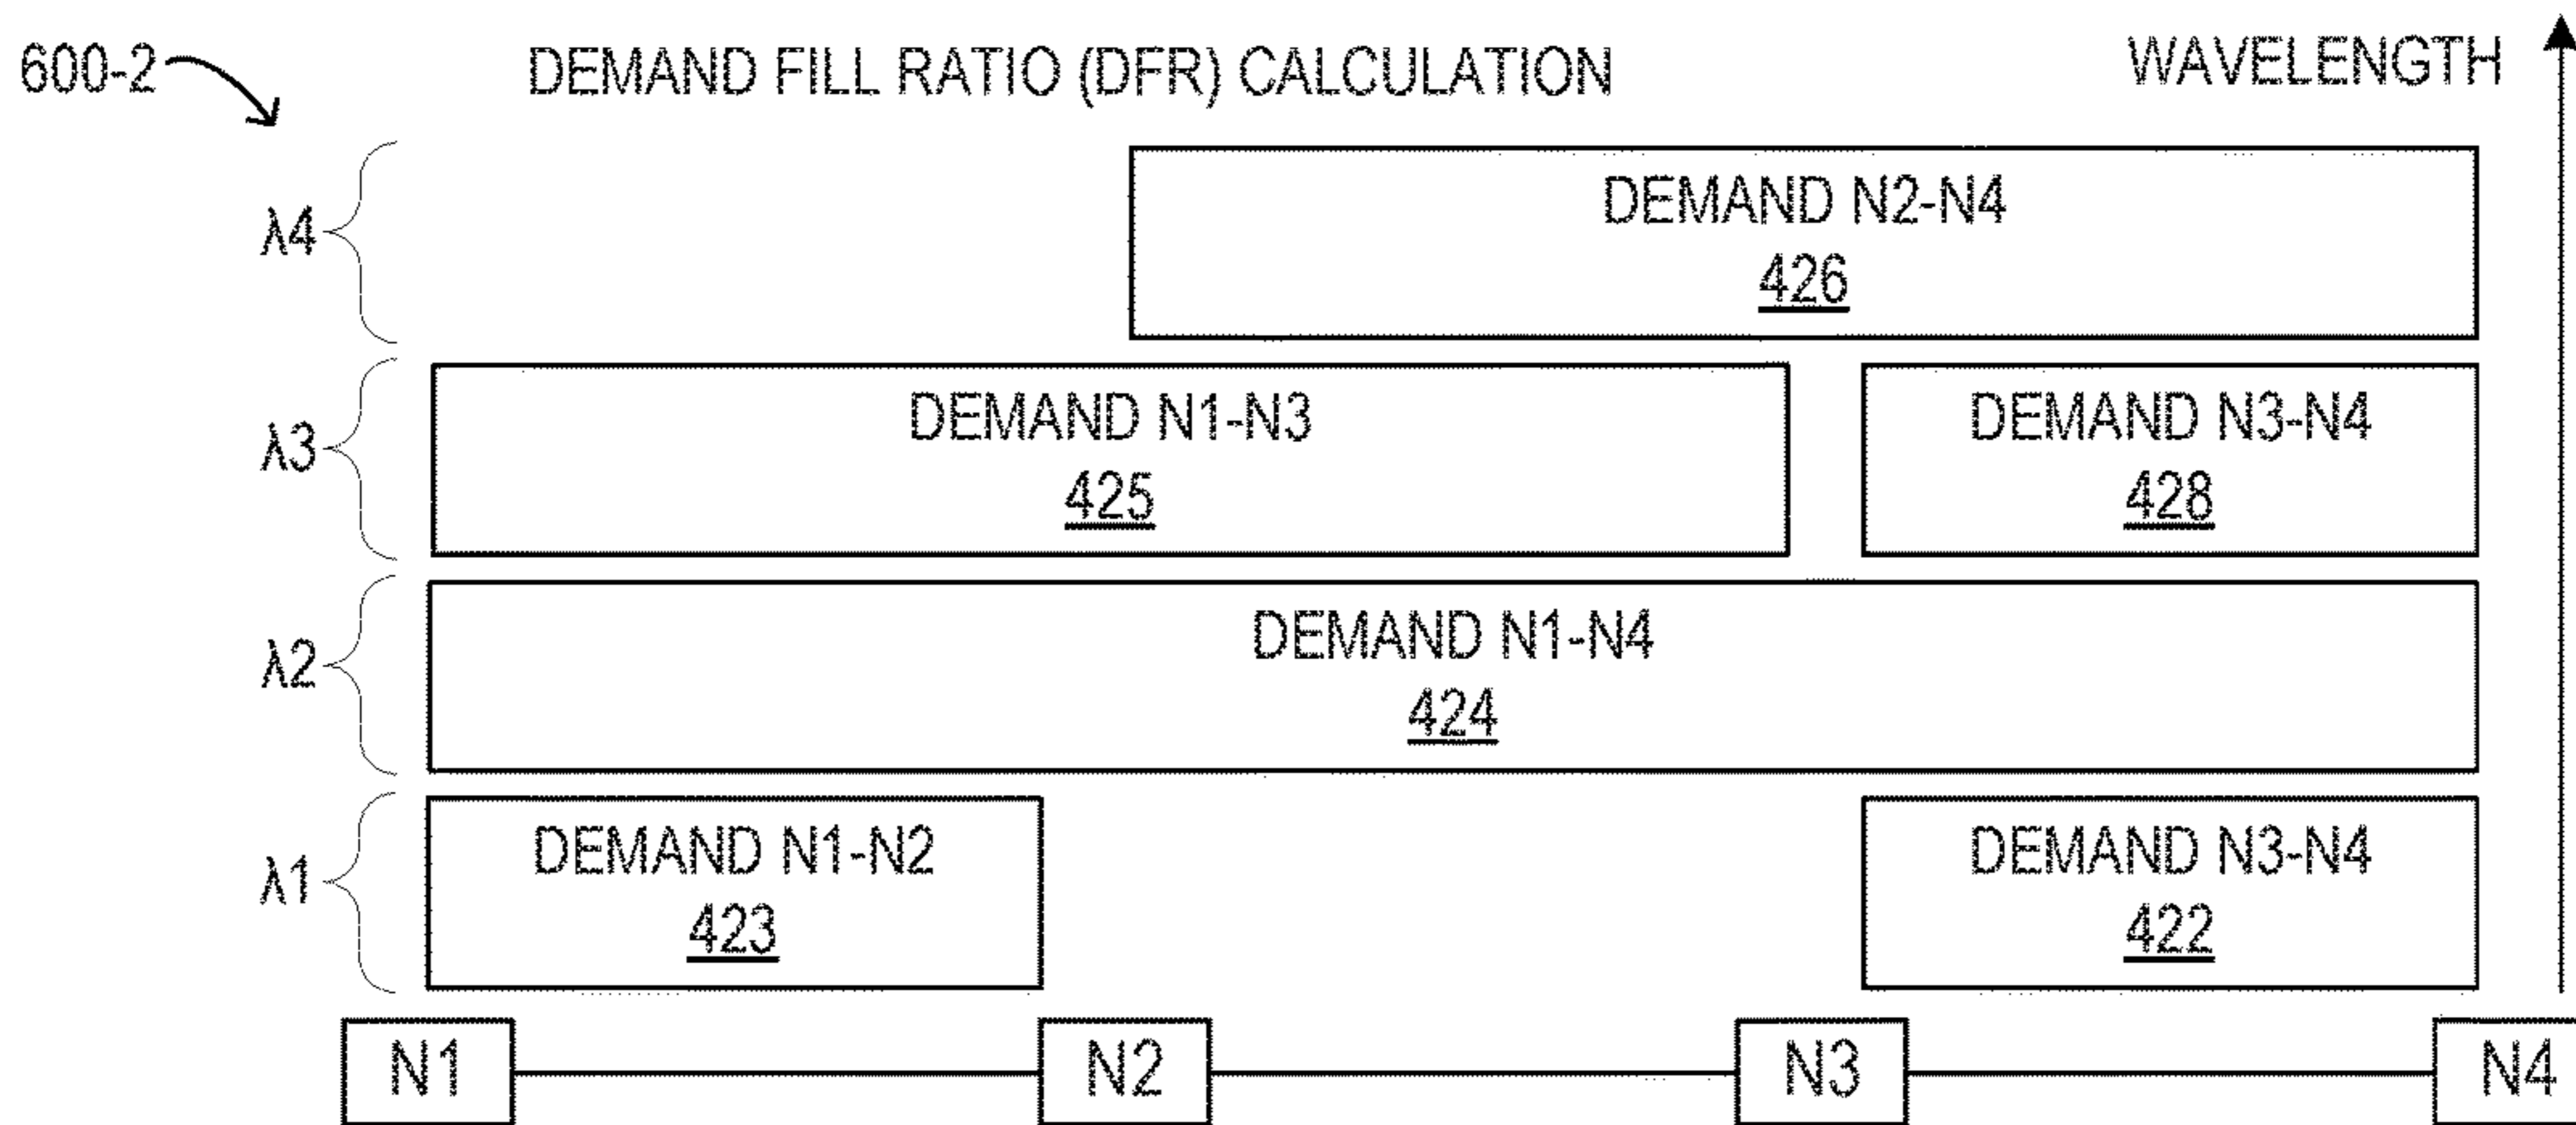 600-2
DEMAND FILL RATIO (DFR) CALCULATION
WAVELENGTH
λ4
DEMAND N2-N4
426
λ3
DEMAND N1-N3
425
DEMAND N3-N4
428
λ2
DEMAND N1-N4
424
λ1
DEMAND N1-N2
423
DEMAND N3-N4
422
N1
N2
N3
N4